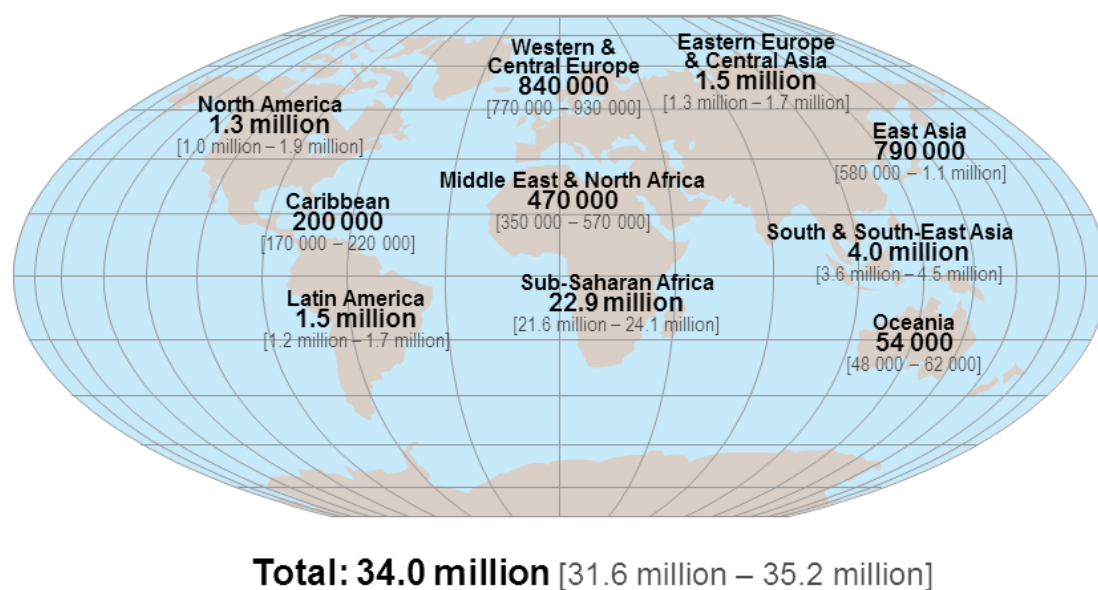 Western &
Central Europe
840 000
[770 000 – 930 000]
Eastern Europe
& Central Asia
1.5 million
[1.3 million – 1.7 million]
North America
1.3 million
[1.0 million – 1.9 million]
East Asia
790 000
[580 000 – 1.1 million]
Middle East & North Africa
470 000
[350 000 – 570 000]
Caribbean
200 000
[170 000 – 220 000]
South & South-East Asia
4.0 million
[3.6 million – 4.5 million]
Sub-Saharan Africa
22.9 million
[21.6 million – 24.1 million]
Latin America
1.5 million
[1.2 million – 1.7 million]
Oceania
54 000
[48 000 – 62 000]
Total: 34.0 million [31.6 million – 35.2 million]